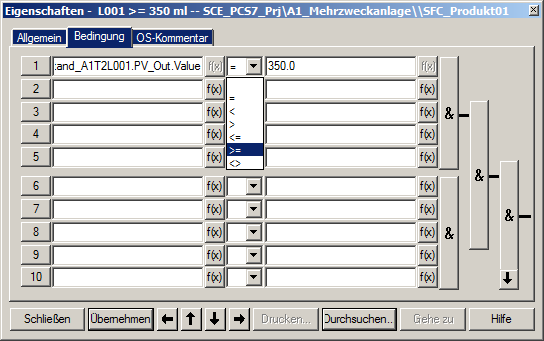 Eigenschaften - L001 >= 350 ml -- SCE_PCS7_Prj\A1_Mehrzweckanlage\\SFC_Produkt01
Allgemein Bedingung OS-Kommentar
1 tand_A1T2L001.PV_Out.Value f(x) = 350.0 f(x)
2 f(x) f(x)
=
3 f(x) < f(x)
>
4 f(x) <= f(x)
5 f(x) >= f(x)
<>
&
&
6 f(x) f(x)
7 f(x) f(x)
8 f(x) f(x)
9 f(x) f(x)
10 f(x) f(x)
&
&
Schließen Übernehmen Drucken... Durchsuchen... Gehe zu Hilfe